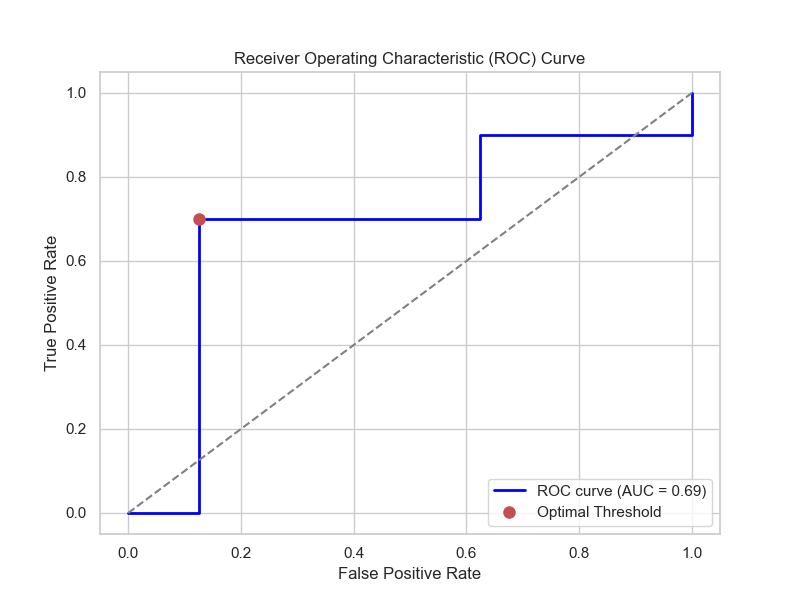 Receiver Operating Characteristic (ROC) Curve
True Positive Rate
1.0
0.8
0.6
0.4
0.2
0.0
0.0 0.2 0.4 0.6 0.8 1.0
False Positive Rate
ROC curve (AUC = 0.69)
Optimal Threshold